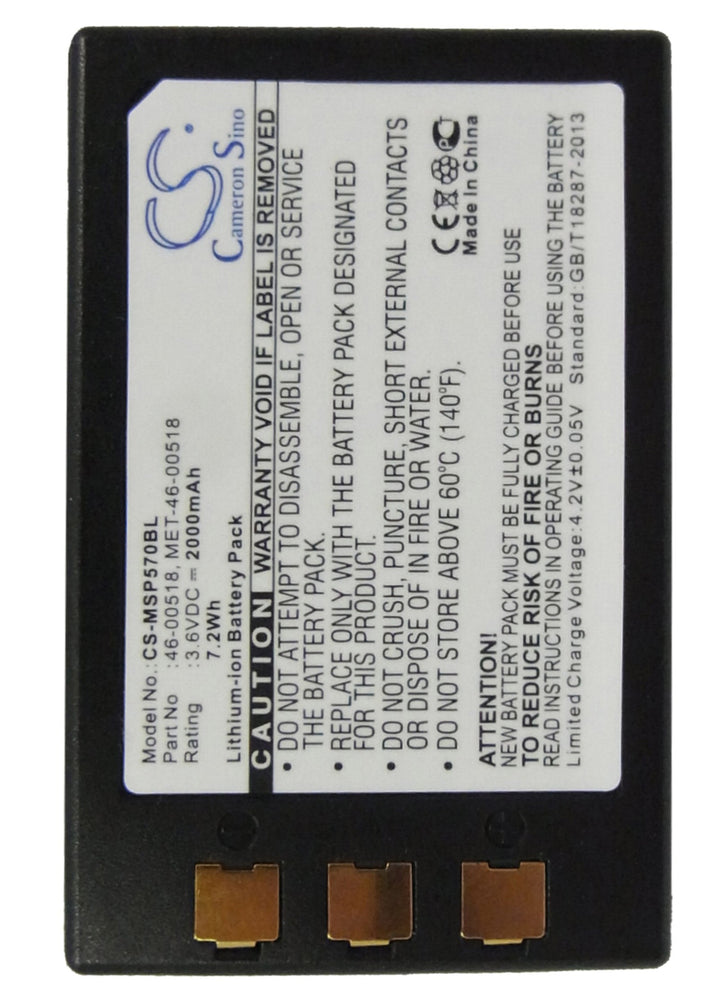 CS.
Cameron Sino
Model No.: CS-MSP570BL
Part No : 46-00518, MET-46-00518
Rating : 3.6VDC ⎓ 2000mAh
7.2Wh
Lithium-ion Battery Pack
CAUTION WARRANTY VOID IF LABEL IS REMOVED
• DO NOT ATTEMPT TO DISASSEMBLE, OPEN OR SERVICE
THE BATTERY PACK.
• REPLACE ONLY WITH THE BATTERY PACK DESIGNATED
FOR THIS PRODUCT.
• DO NOT CRUSH, PUNCTURE, SHORT EXTERNAL CONTACTS
OR DISPOSE OF IN FIRE OR WATER.
• DO NOT STORE ABOVE 60°C (140°F).
CE PCT
Made in China
ATTENTION!
NEW BATTERY PACK MUST BE FULLY CHARGED BEFORE USE
TO REDUCE RISK OF FIRE OR BURNS
READ INSTRUCTIONS IN OPERATING GUIDE BEFORE USING THE BATTERY
Limited Charge Voltage:4.2V±0.05V Standard:GB/T18287-2013
− +